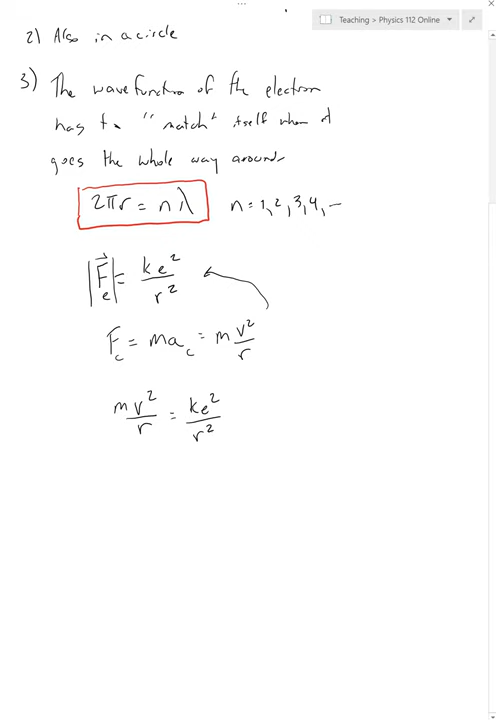 Teaching > Physics 112 Online
2) Also in a circle
3) The wavefunction of the electron
has to "match" itself when it
goes the whole way around
2πr = nλ n = 1, 2, 3, 4, —
|F⃗e| = ke²/r²
Fc = mac = m v²/r
mv²/r = ke²/r²